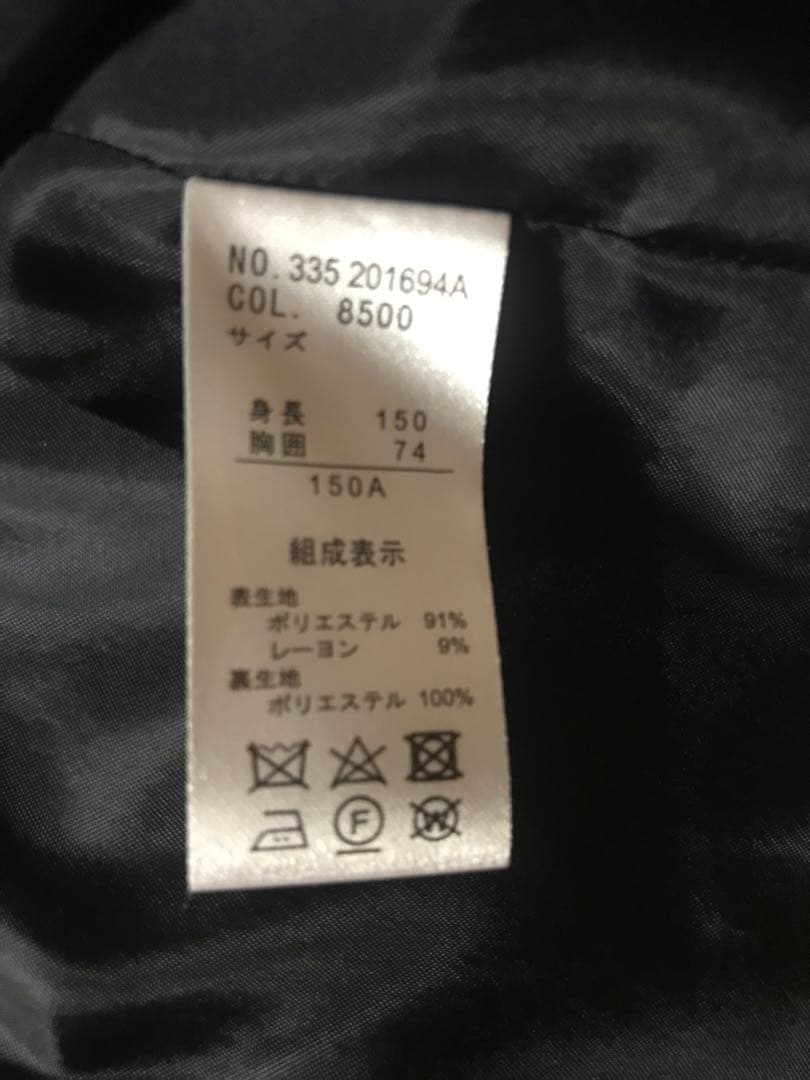 NO. 335 201694A
COL. 8500
サイズ
身長 150
胸囲 74
150A
組成表示
表生地
ポリエステル 91%
レーヨン 9%
裏生地
ポリエステル 100%
F W